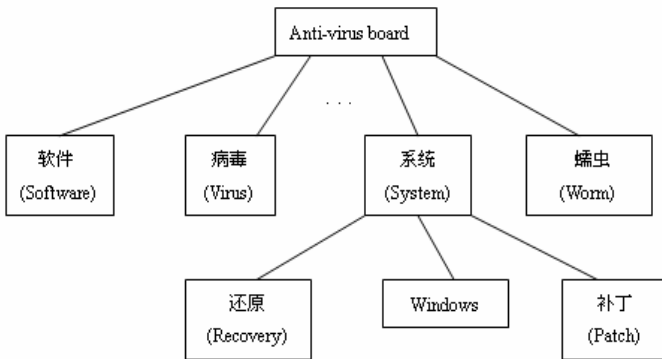 Anti-virus board
. . .
软件
(Software)
病毒
(Virus)
系统
(System)
蠕虫
(Worm)
还原
(Recovery)
Windows
补丁
(Patch)